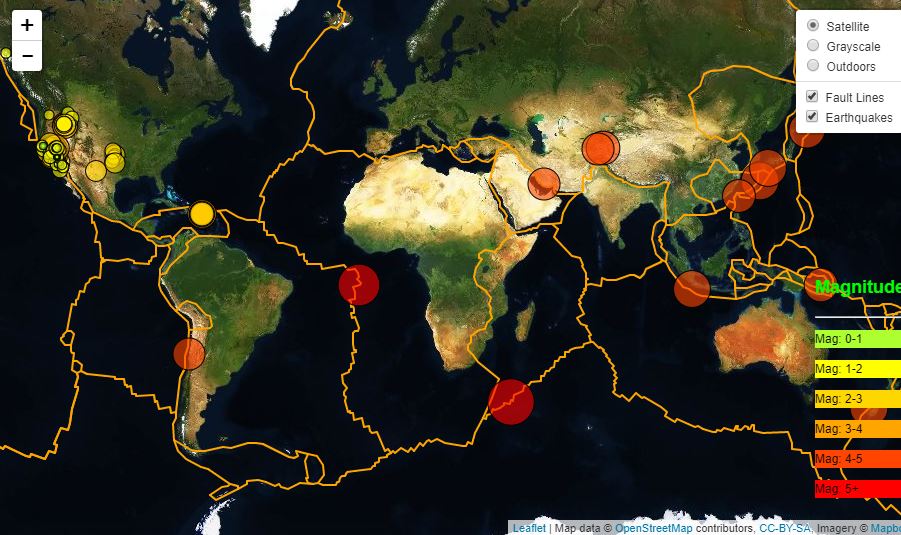 +
−
Satellite
Grayscale
Outdoors
Fault Lines
Earthquakes
Magnitude
Mag: 0-1
Mag: 1-2
Mag: 2-3
Mag: 3-4
Mag: 4-5
Mag: 5+
Leaflet | Map data © OpenStreetMap contributors, CC-BY-SA, Imagery © Mapbo